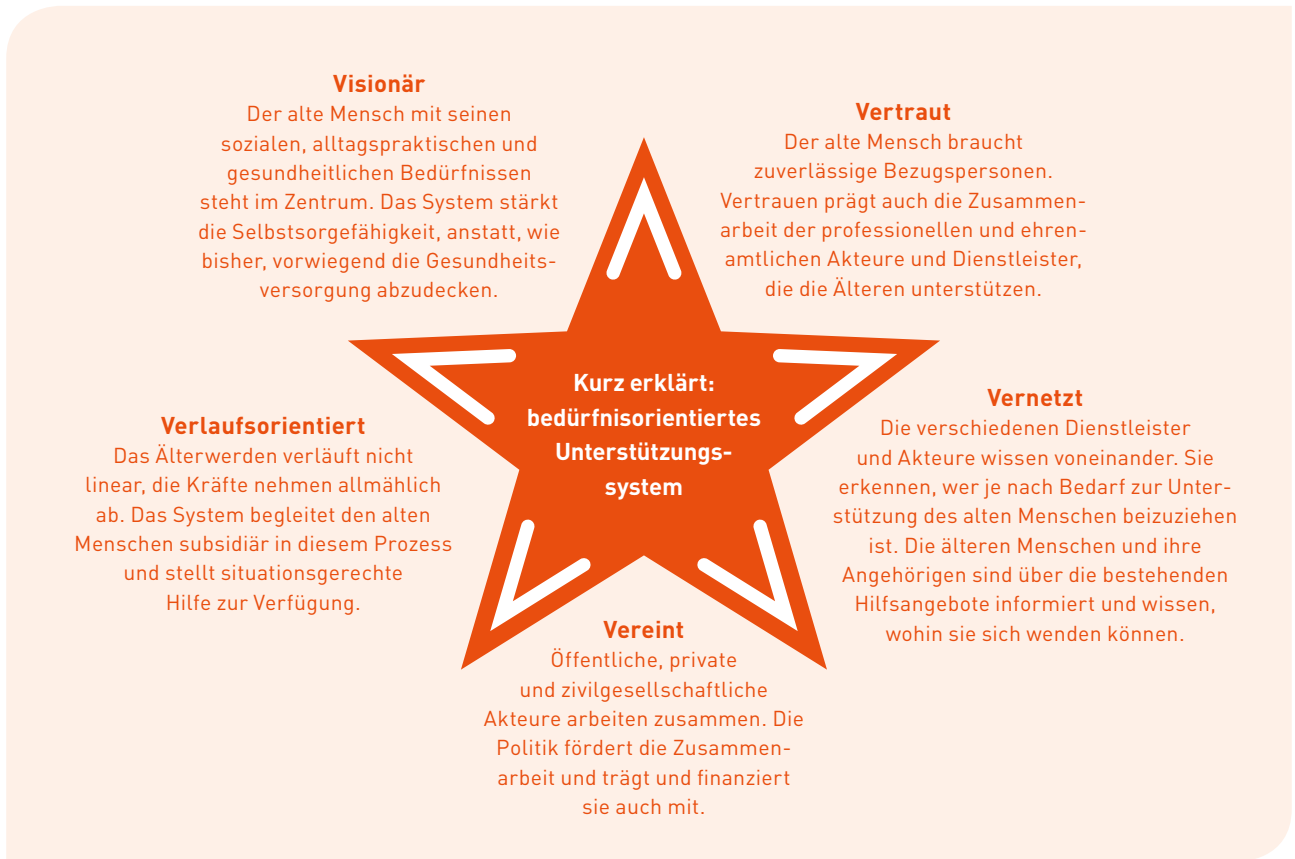 Visionär
Der alte Mensch mit seinen
sozialen, alltagspraktischen und
gesundheitlichen Bedürfnissen
steht im Zentrum. Das System stärkt
die Selbstsorgefähigkeit, anstatt, wie
bisher, vorwiegend die Gesundheits-
versorgung abzudecken.
Vertraut
Der alte Mensch braucht
zuverlässige Bezugspersonen.
Vertrauen prägt auch die Zusammen-
arbeit der professionellen und ehren-
amtlichen Akteure und Dienstleister,
die die Älteren unterstützen.
Kurz erklärt:
bedürfnisorientiertes
Unterstützungs-
system
Verlaufsorientiert
Das Älterwerden verläuft nicht
linear, die Kräfte nehmen allmählich
ab. Das System begleitet den alten
Menschen subsidiär in diesem Prozess
und stellt situationsgerechte
Hilfe zur Verfügung.
Vernetzt
Die verschiedenen Dienstleister
und Akteure wissen voneinander. Sie
erkennen, wer je nach Bedarf zur Unter-
stützung des alten Menschen beizuziehen
ist. Die älteren Menschen und ihre
Angehörigen sind über die bestehenden
Hilfsangebote informiert und wissen,
wohin sie sich wenden können.
Vereint
Öffentliche, private
und zivilgesellschaftliche
Akteure arbeiten zusammen. Die
Politik fördert die Zusammen-
arbeit und trägt und finanziert
sie auch mit.